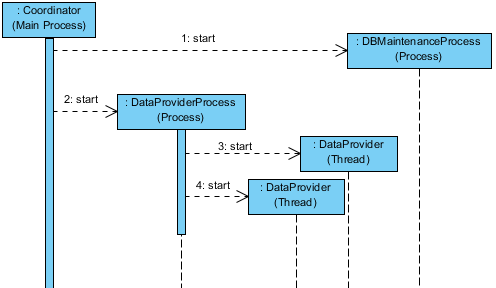 : Coordinator
(Main Process)
1: start
: DBMaintenanceProcess
(Process)
2: start
: DataProviderProcess
(Process)
3: start
: DataProvider
(Thread)
4: start
: DataProvider
(Thread)